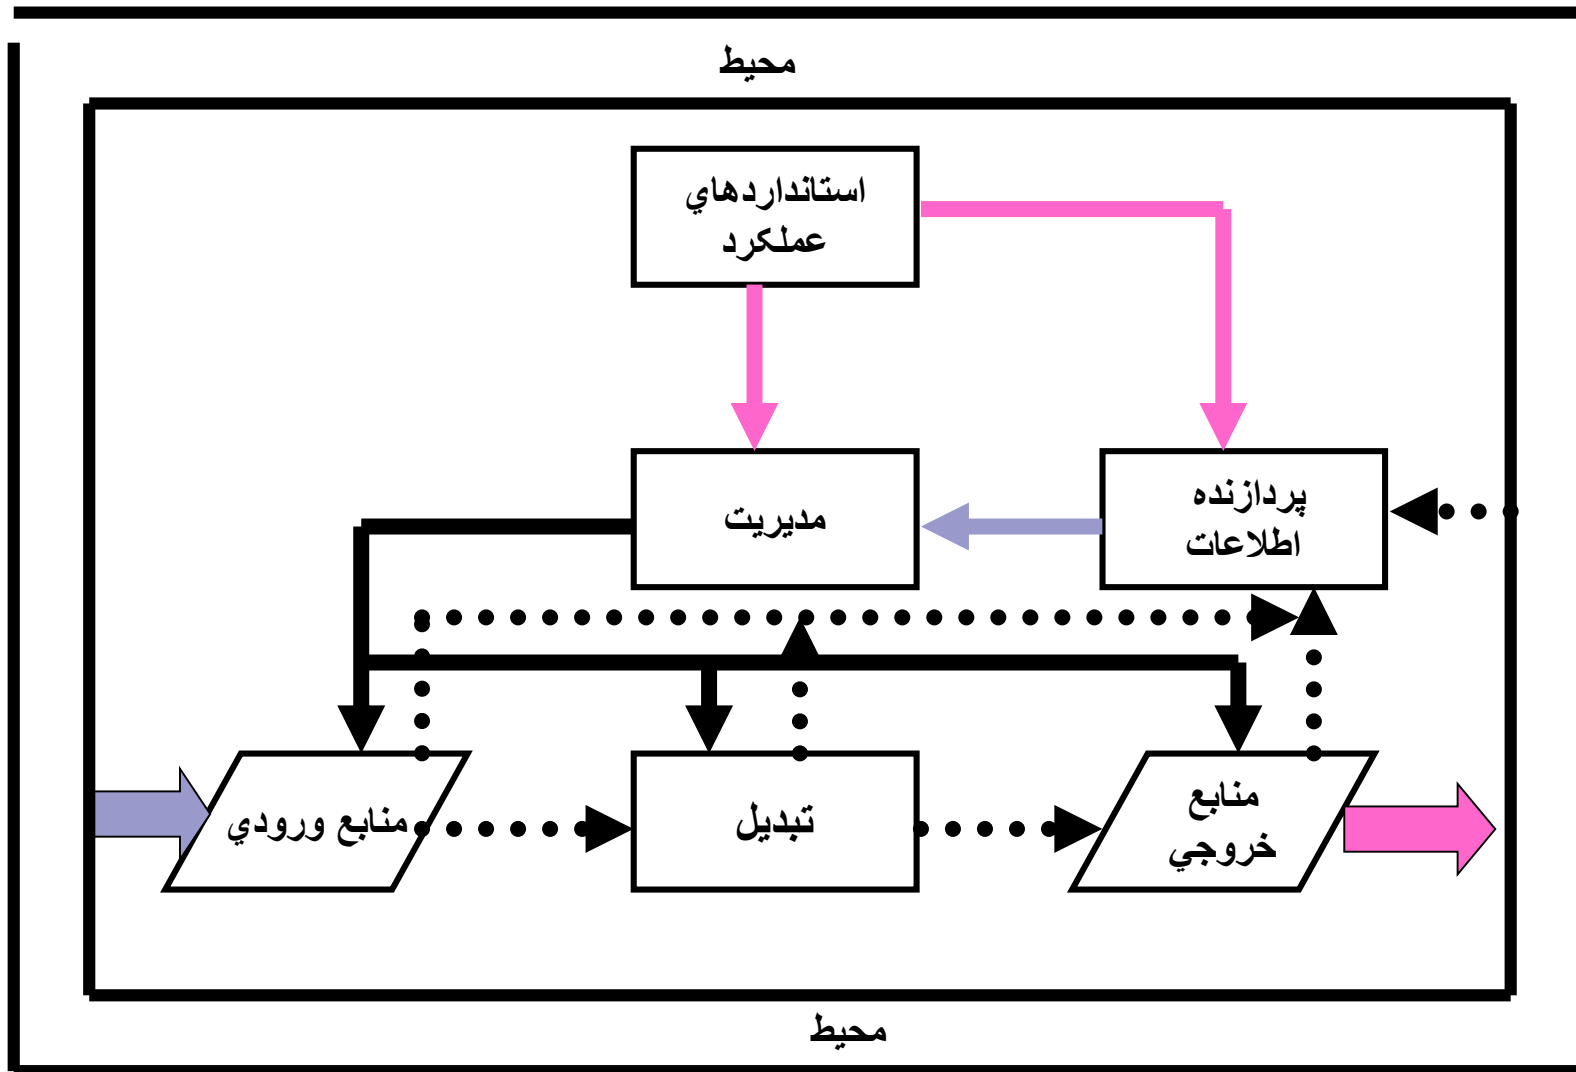 محيط
استانداردهاي
عملكرد
پردازنده
اطلاعات
مديريت
منابع ورودي
تبديل
منابع
خروجي
محيط